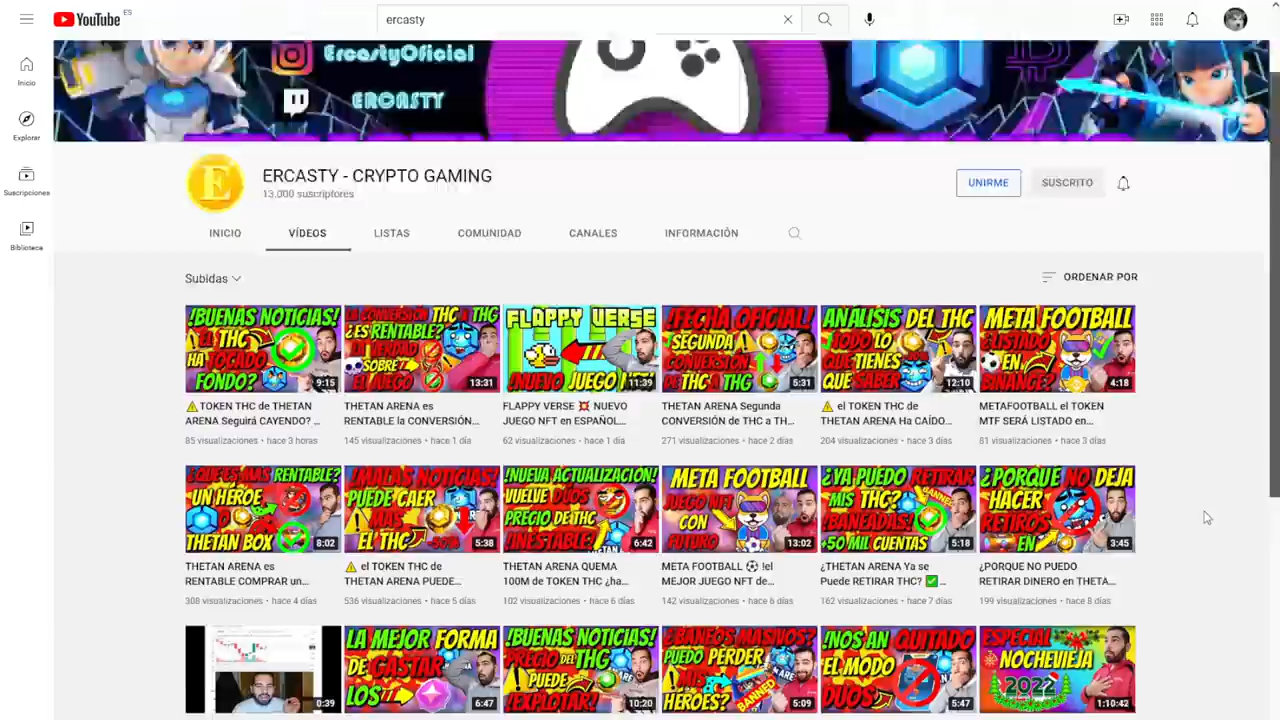 YouTube ES
ercasty
Inicio
Explorar
Suscripciones
Biblioteca
ErcastyOficial
ERCASTY
E
ERCASTY - CRYPTO GAMING
13.000 suscriptores
UNIRME
SUSCRITO
INICIO
VÍDEOS
LISTAS
COMUNIDAD
CANALES
INFORMACIÓN
Subidas
ORDENAR POR
!BUENAS NOTICIAS!
EL THC
HA TOCADO
FONDO?
9:15
LA CONVERSIÓN THC A THG
¿ES RENTABLE?
LA VERDAD
SOBRE
EL JUEGO
13:31
FLAPPY VERSE
!NUEVO JUEGO NFT
11:39
!FECHA OFICIAL!
SEGUNDA
CONVERSIÓN
DE THC A THG
5:31
ANÁLISIS DEL THC
TODO LO
QUE TIENES
QUE SABER
12:10
META FOOTBALL
¿LISTADO
EN
BINANCE?
4:18
TOKEN THC de THETAN
ARENA Seguirá CAYENDO? ...
85 visualizaciones • hace 3 horas
THETAN ARENA es
RENTABLE la CONVERSIÓN...
145 visualizaciones • hace 1 día
FLAPPY VERSE 💥 NUEVO
JUEGO NFT en ESPAÑOL...
62 visualizaciones • hace 1 día
THETAN ARENA Segunda
CONVERSIÓN de THC a TH...
271 visualizaciones • hace 2 días
⚠ el TOKEN THC de
THETAN ARENA Ha CAÍDO...
204 visualizaciones • hace 3 días
METAFOOTBALL el TOKEN
MTF SERÁ LISTADO en...
81 visualizaciones • hace 3 días
¿QUE ES MAS RENTABLE?
UN HÉROE
O
THETAN BOX
8:02
!MALAS NOTICIAS!
PUEDE CAER
MAS
EL THC
-50%
5:38
!NUEVA ACTUALIZACIÓN!
VUELVE DUOS
PRECIO DE THC
!INESTABLE!
6:42
META FOOTBALL
JUEGO NFT
CON
FUTURO
13:02
¿YA PUEDO RETIRAR
MIS THC?
!BANEADAS!
+50 MIL CUENTAS
5:18
¿PORQUE NO DEJA
HACER
RETIROS
EN
3:45
THETAN ARENA es
RENTABLE COMPRAR un...
308 visualizaciones • hace 4 días
⚠ el TOKEN THC de
THETAN ARENA PUEDE...
536 visualizaciones • hace 5 días
THETAN ARENA QUEMA
100M de TOKEN THC ¿ha...
102 visualizaciones • hace 6 días
META FOOTBALL ⚽ !el
MEJOR JUEGO NFT de...
142 visualizaciones • hace 6 días
¿THETAN ARENA Ya se
Puede RETIRAR THC? ✅ ...
162 visualizaciones • hace 7 días
¿PORQUE NO PUEDO
RETIRAR DINERO en THETA...
199 visualizaciones • hace 8 días
0:39
LA MEJOR FORMA
DE GASTAR
LOS
6:47
!BUENAS NOTICIAS!
PRECIO DEL THG
¿PUEDE
!EXPLOTAR!
10:20
¿BANEOS MASIVOS?
PUEDO PERDER
MIS
HÉROES?
BANNED
5:09
!NOS AN QUITADO
EL MODO
DUOS
5:47
ESPECIAL
NOCHEVIEJA
2022
1:10:42